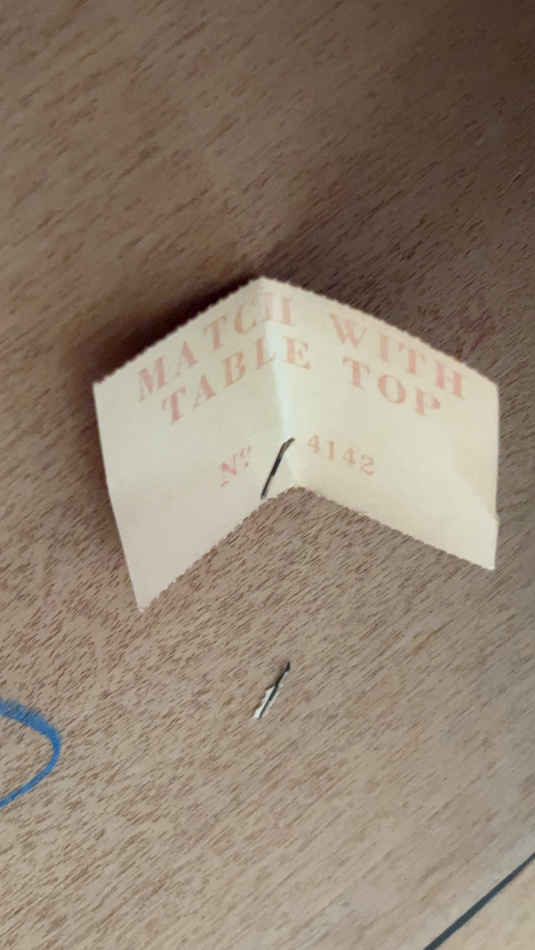 MATCH WITH
TABLE TOP
Nº 4142